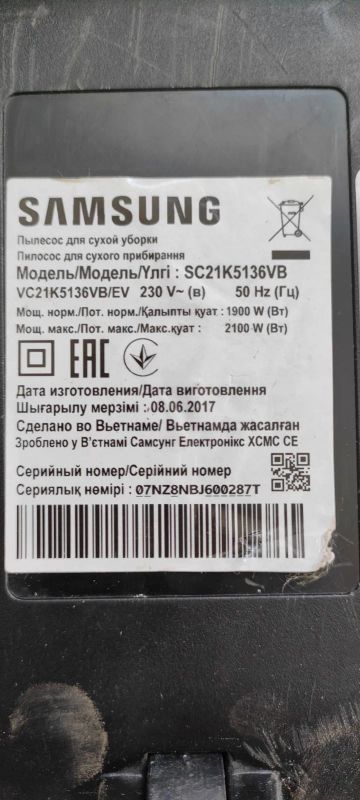 SAMSUNG
Пылесос для сухой уборки
Пилосос для сухого прибирання
Модель/Модель/Үлгі : SC21K5136VB
VC21K5136VB/EV 230 V~ (в) 50 Hz (Гц)
Мощ. норм./Пот. норм./Қалыпты қуат : 1900 W (Вт)
Мощ. макс./Пот. макс./Макс.қуат : 2100 W (Вт)
EAC
Дата изготовления/Дата виготовлення
Шығарылу мерзімі : 08.06.2017
Сделано во Вьетнаме/ Вьетнамда жасалған
Зроблено у В'єтнамі Самсунг Електронікс ХСМС СЕ
Серийный номер/Серійний номер
Сериялық нөмірі : 07NZ8NBJ600287T